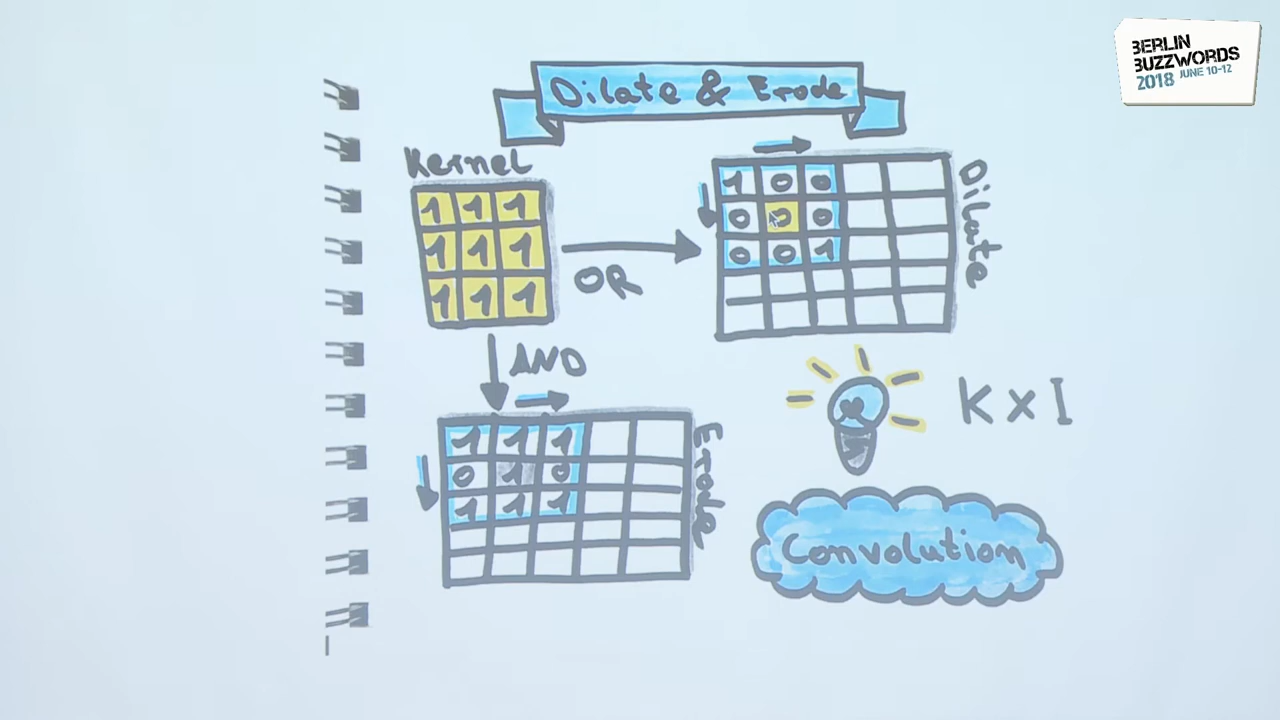 BERLIN
BUZZWORDS
2018 JUNE 10-12
Dilate & Erode
Kernel
1 1 1
1 1 1
1 1 1
OR
1 0 0
0 0 0
0 0 1
Dilate
AND
1 1 1
0 1 0
1 1 1
Erode
K x I
Convolution